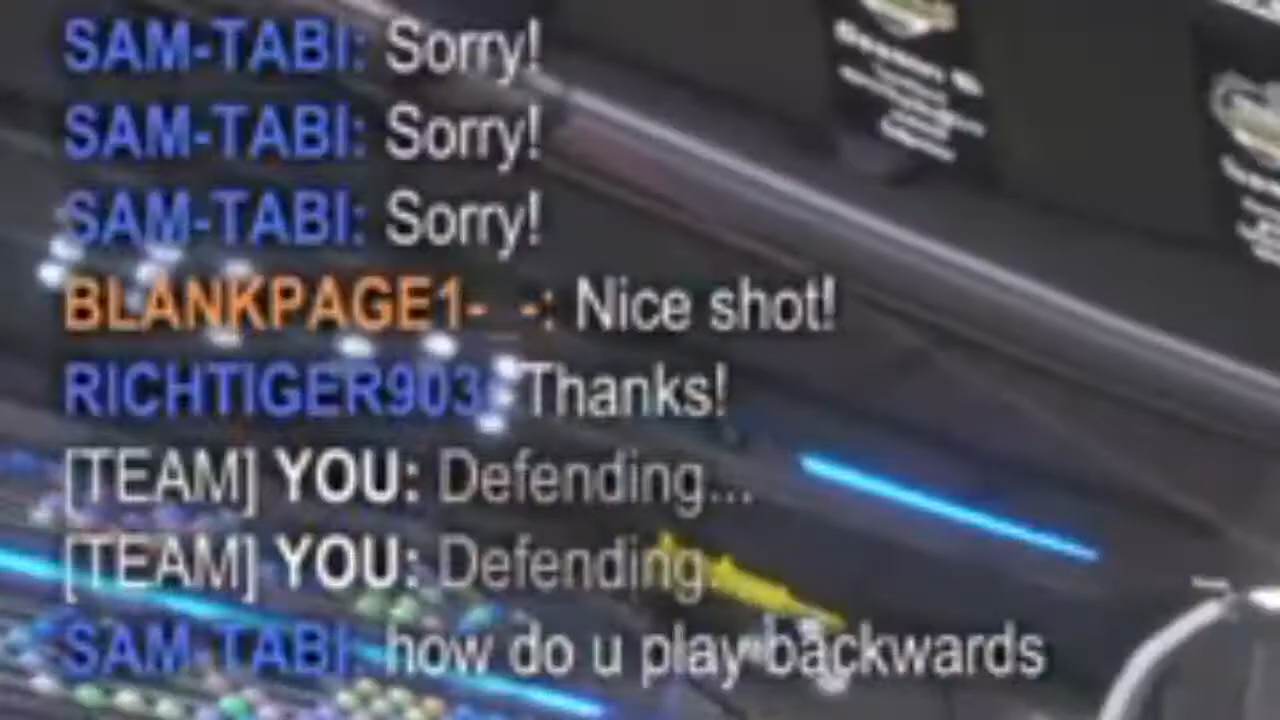 SAM-TABI: Sorry!
SAM-TABI: Sorry!
SAM-TABI: Sorry!
BLANKPAGE1-_-: Nice shot!
RICHTIGER903: Thanks!
[TEAM] YOU: Defending...
[TEAM] YOU: Defending...
SAM-TABI: how do u play backwards